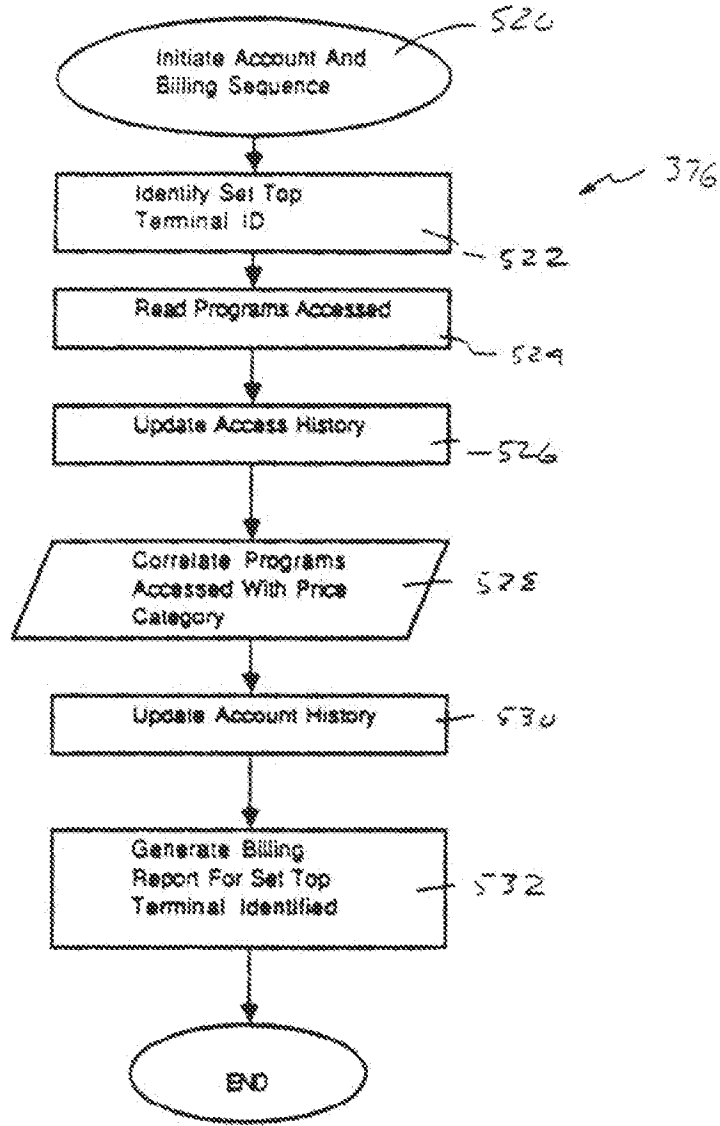 520
Initiate Account And
Billing Sequence
376
Identify Set Top
Terminal ID
522
Read Programs Accessed
524
Update Access History
526
Correlate Programs
Accessed With Price
Category
528
Update Account History
530
Generate Billing
Report For Set Top
Terminal Identified
532
END